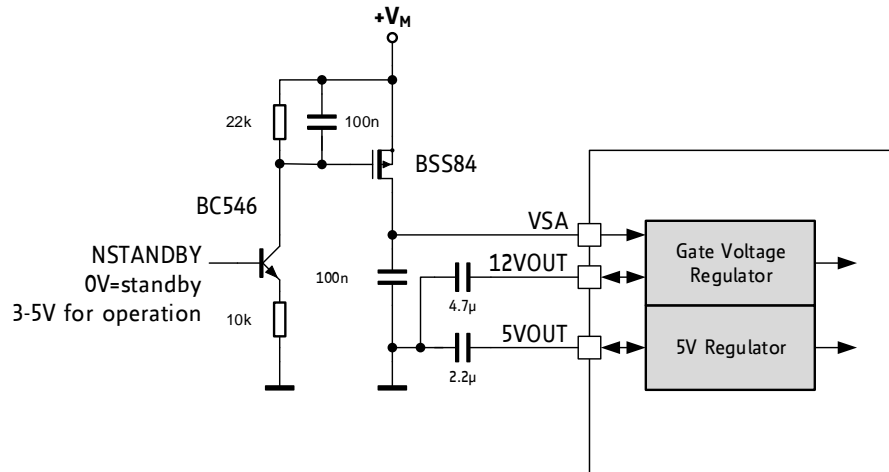 +VM
22k
100n
BSS84
BC546
NSTANDBY
0V=standby
3-5V for operation
10k
100n
VSA
12VOUT
4.7µ
5VOUT
2.2µ
Gate Voltage
Regulator
5V Regulator